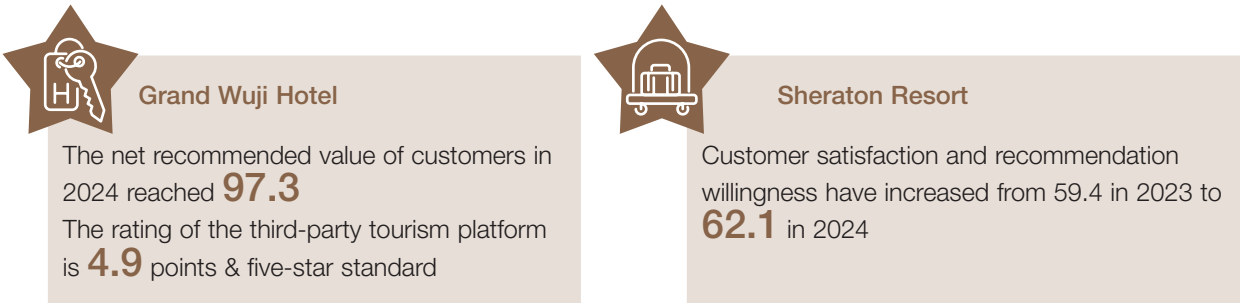 H
Grand Wuji Hotel
The net recommended value of customers in
2024 reached 97.3
The rating of the third-party tourism platform
is 4.9 points & five-star standard
Sheraton Resort
Customer satisfaction and recommendation
willingness have increased from 59.4 in 2023 to
62.1 in 2024